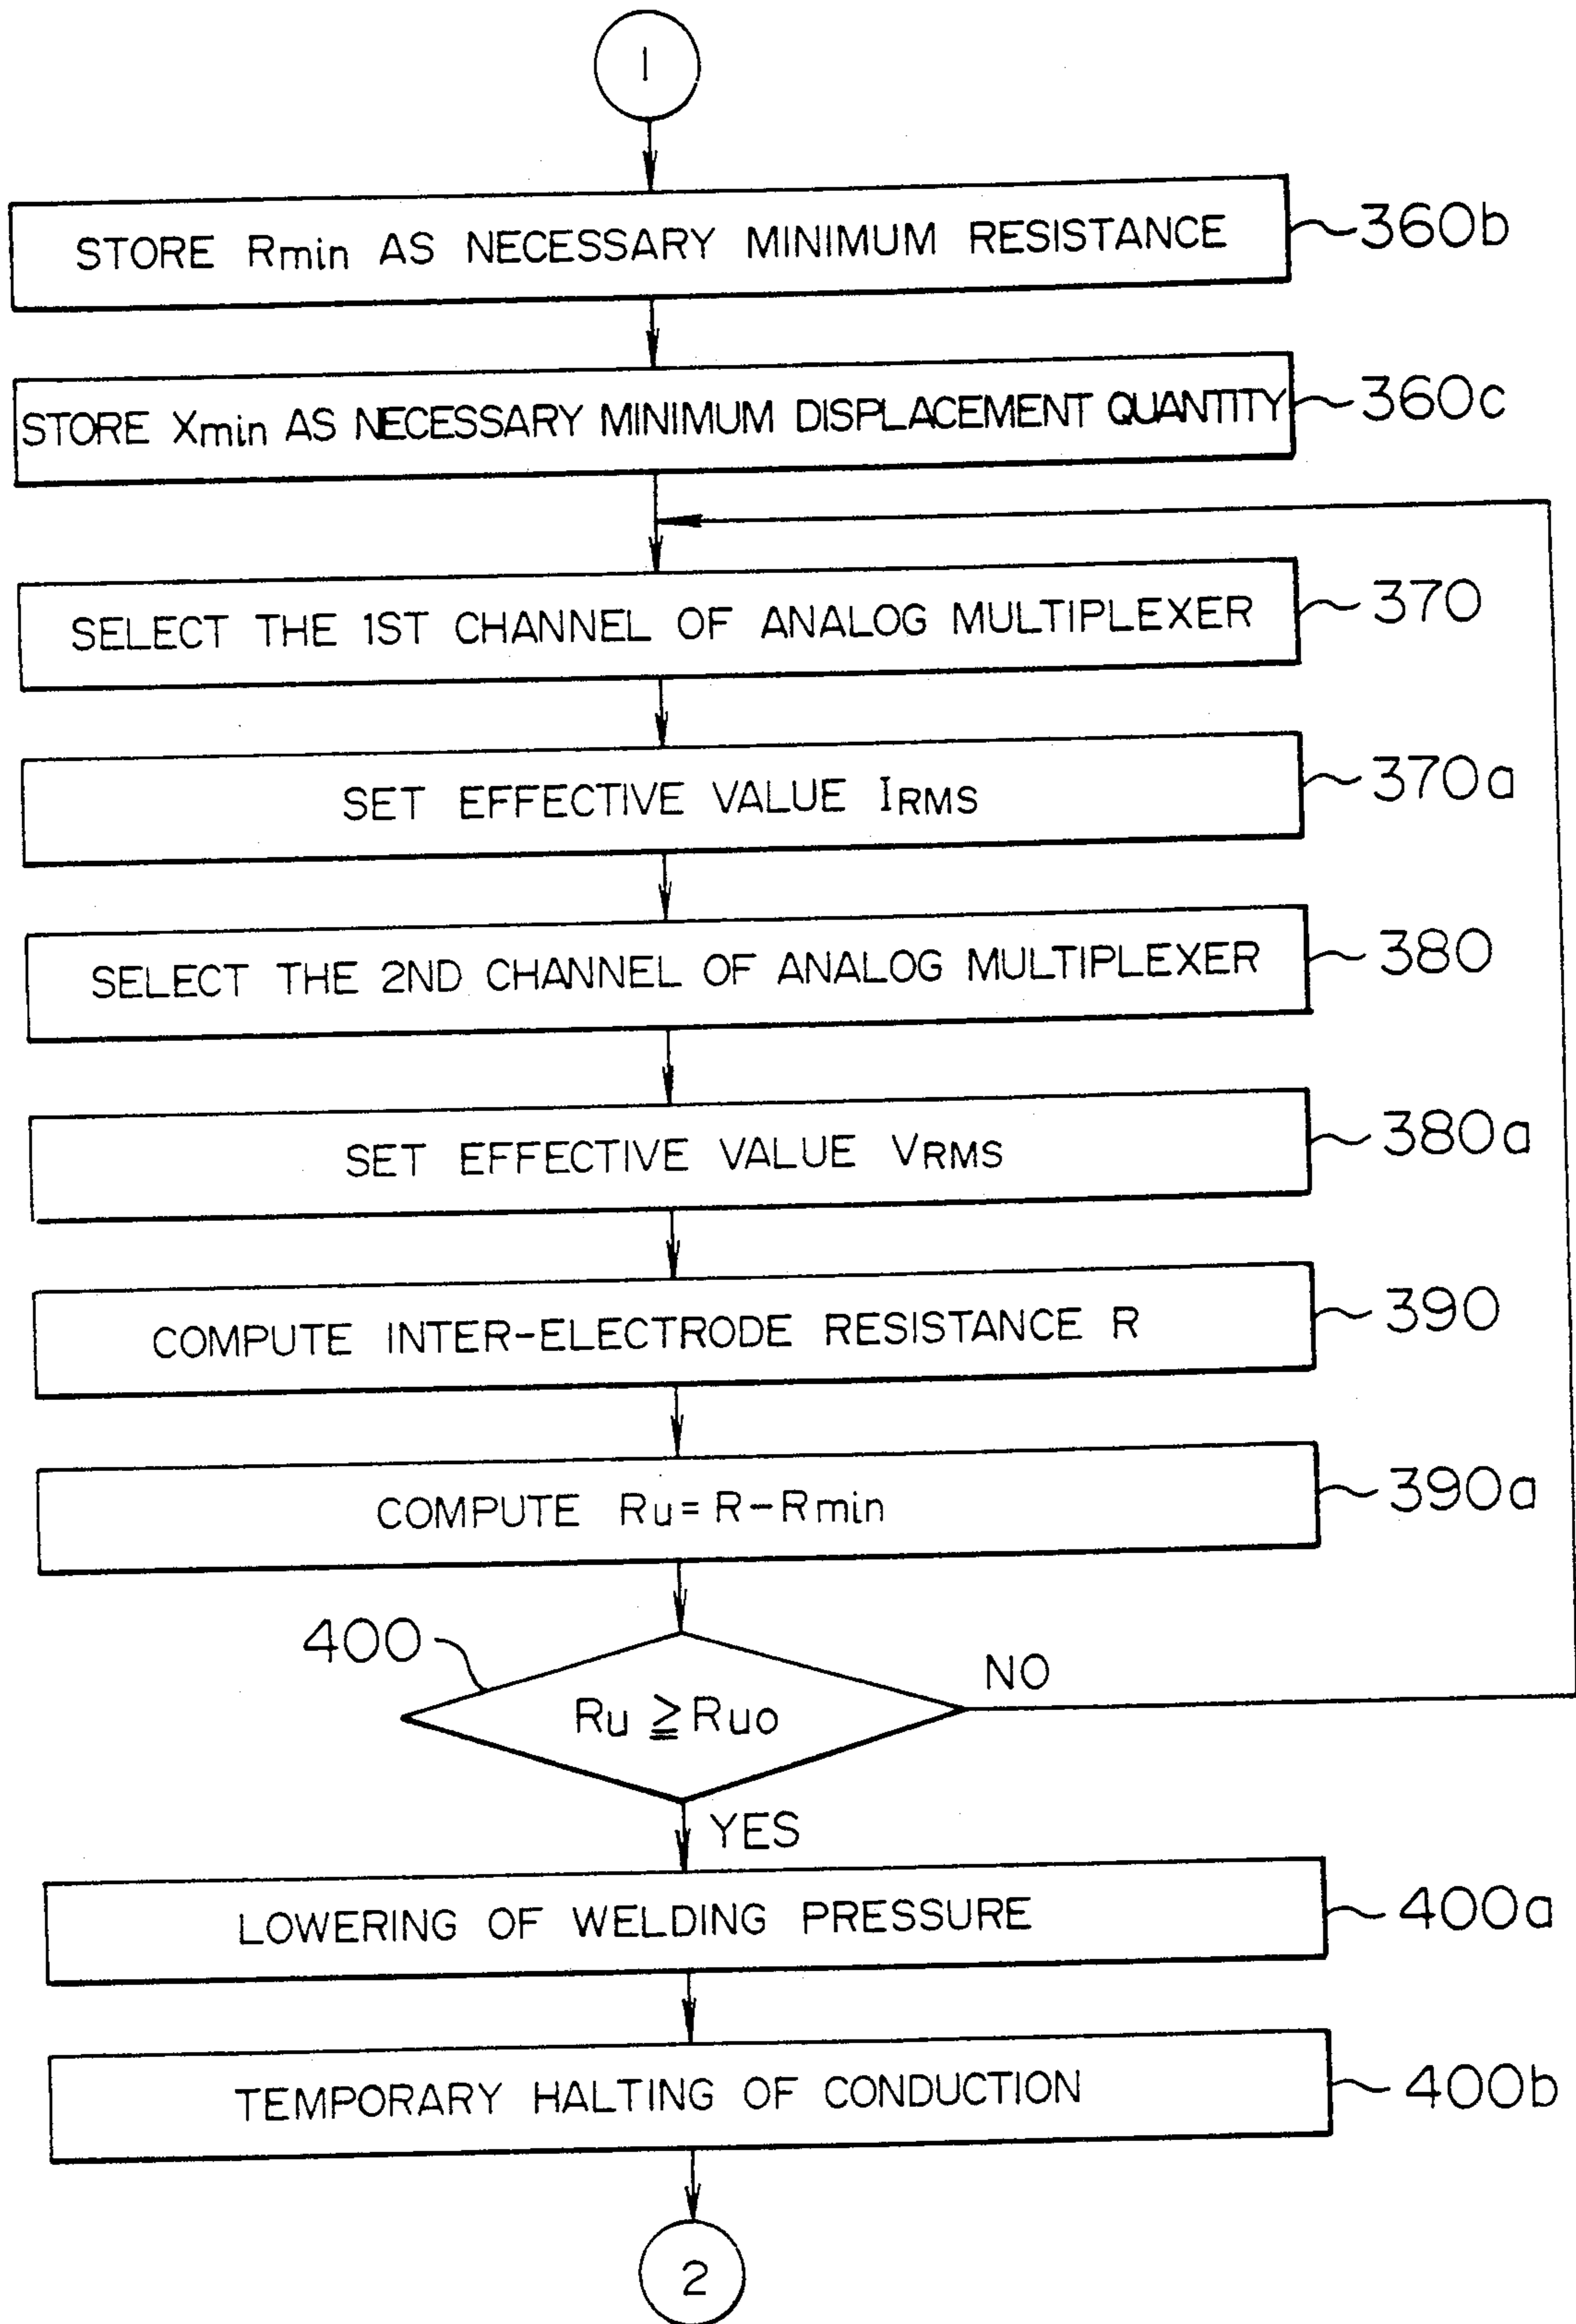 1
STORE Rmin AS NECESSARY MINIMUM RESISTANCE
360b
STORE Xmin AS NECESSARY MINIMUM DISPLACEMENT QUANTITY
360c
SELECT THE 1ST CHANNEL OF ANALOG MULTIPLEXER
370
SET EFFECTIVE VALUE IRMS
370a
SELECT THE 2ND CHANNEL OF ANALOG MULTIPLEXER
380
SET EFFECTIVE VALUE VRMS
380a
COMPUTE INTER-ELECTRODE RESISTANCE R
390
COMPUTE Ru=R-Rmin
390a
400
Ru ≧ Ruo
NO
YES
LOWERING OF WELDING PRESSURE
400a
TEMPORARY HALTING OF CONDUCTION
400b
2